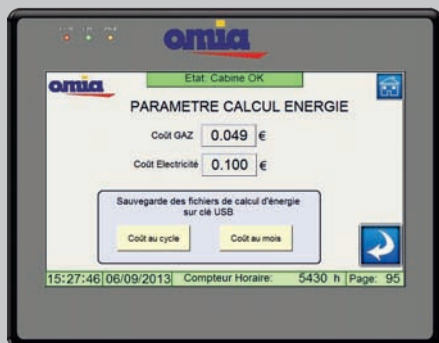 omia
omia
Etat: Cabine OK
PARAMETRE CALCUL ENERGIE
Coût GAZ 0.049 €
Coût Electricité 0.100 €
Sauvegarde des fichiers de calcul d'énergie
sur clé USB
Coût au cycle Coût au mois
15:27:46 06/09/2013 Compteur Horaire: 5430 h Page: 95